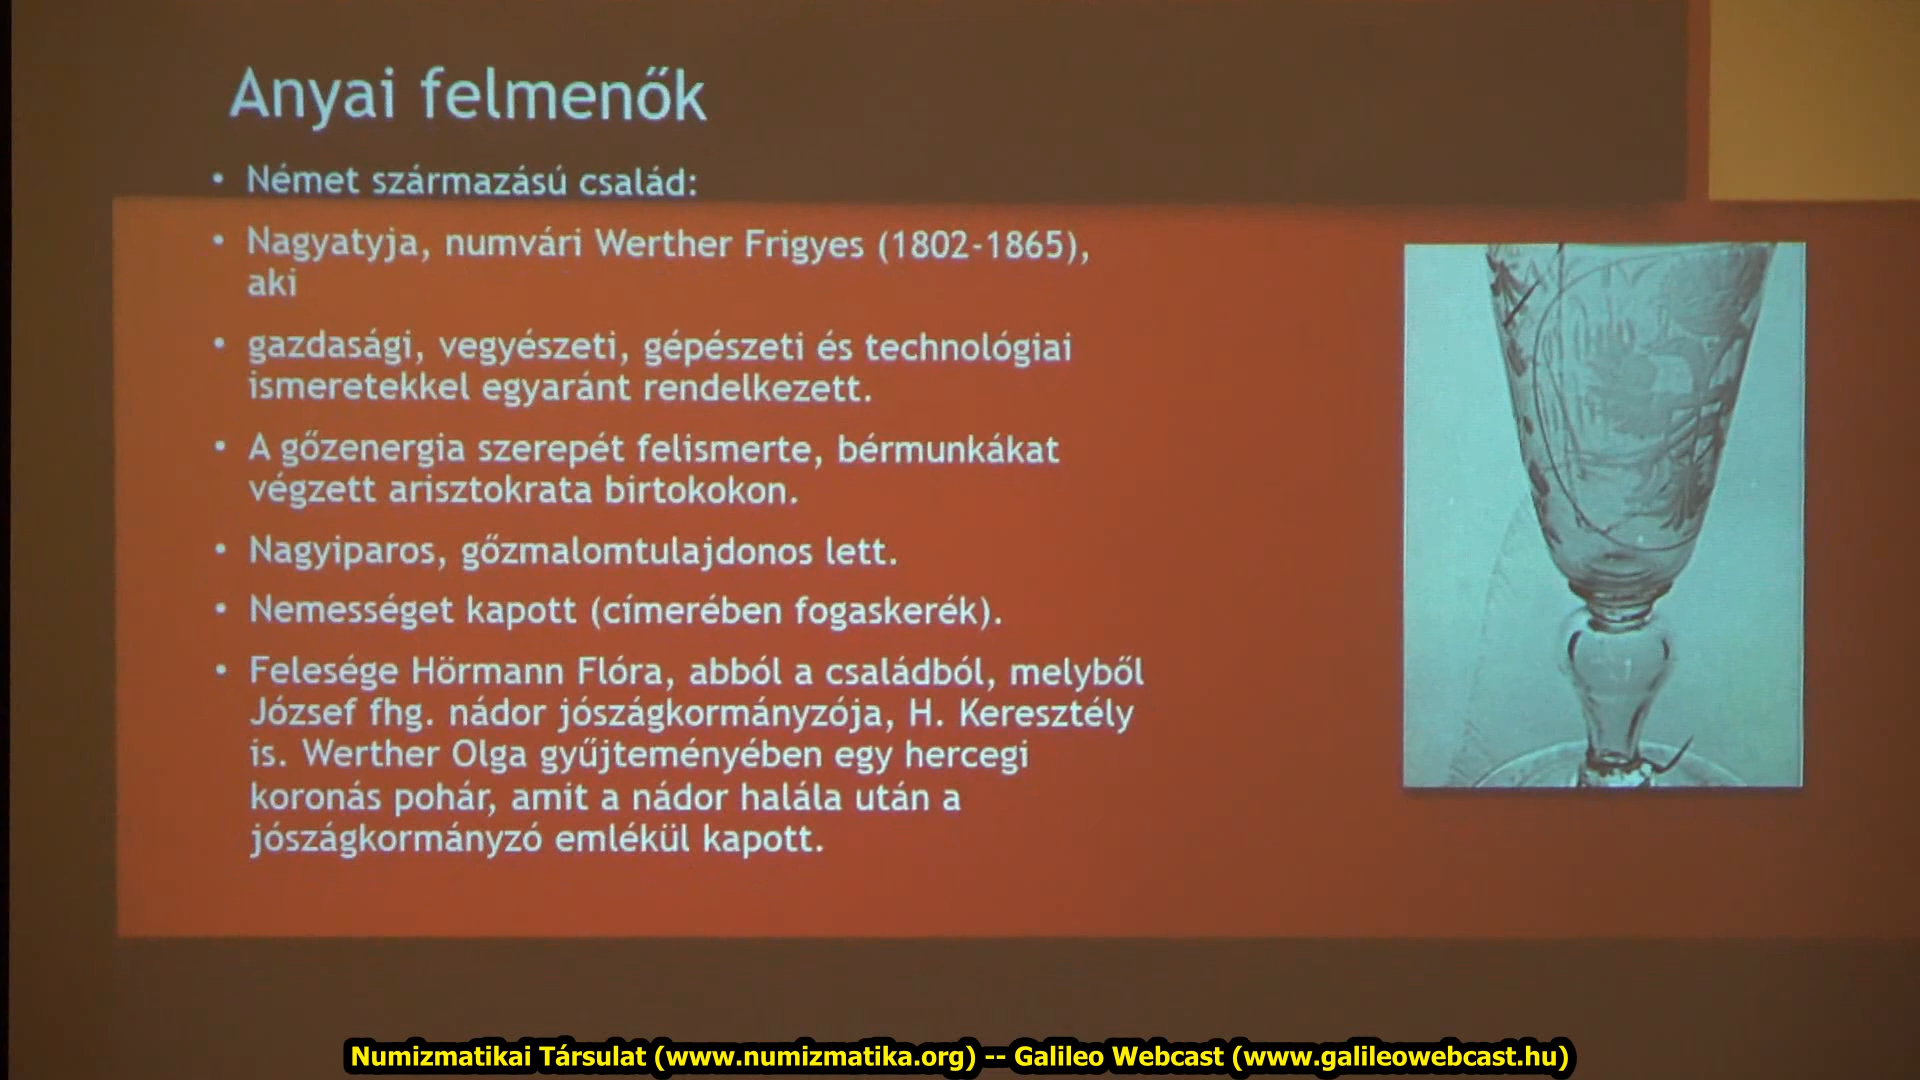 Anyai felmenők
• Német származású család:
• Nagyatyja, numvári Werther Frigyes (1802-1865),
aki
• gazdasági, vegyészeti, gépészeti és technológiai
ismeretekkel egyaránt rendelkezett.
• A gőzenergia szerepét felismerte, bérmunkákat
végzett arisztokrata birtokokon.
• Nagyiparos, gőzmalomtulajdonos lett.
• Nemességet kapott (címerében fogaskerék).
• Felesége Hörmann Flóra, abból a családból, melyből
József fhg. nádor jószágkormányzója, H. Keresztély
is. Werther Olga gyűjteményében egy hercegi
koronás pohár, amit a nádor halála után a
jószágkormányzó emlékül kapott.
Numizmatikai Társulat (www.numizmatika.org) -- Galileo Webcast (www.galileowebcast.hu)